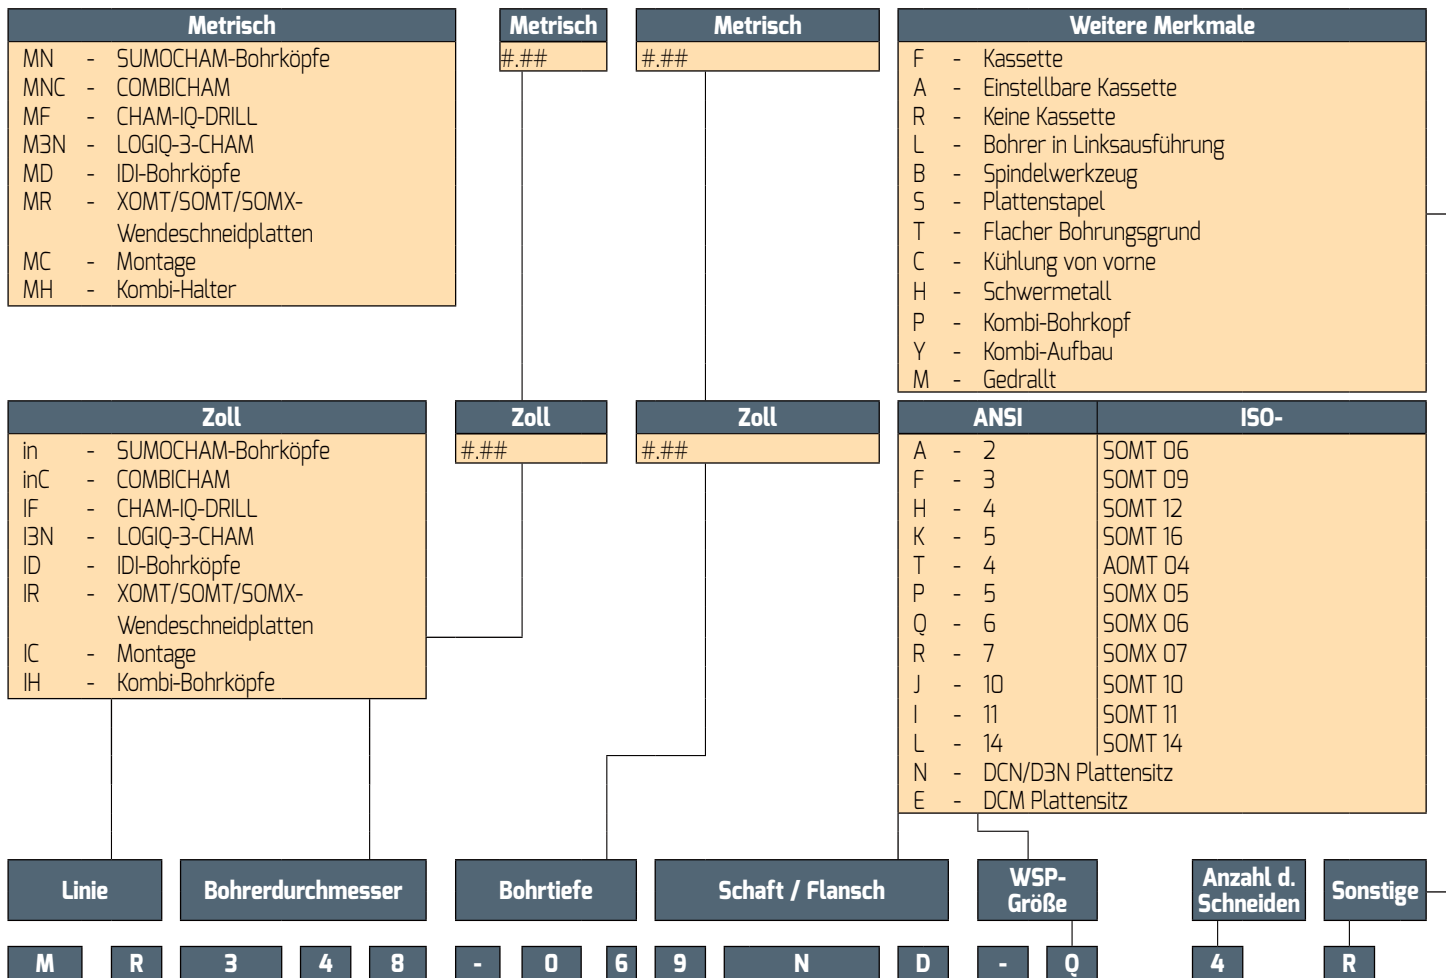 Metrisch
MN - SUMOCHAM-Bohrköpfe
MNC - COMBICHAM
MF - CHAM-IQ-DRILL
M3N - LOGIQ-3-CHAM
MD - IDI-Bohrköpfe
MR - XOMT/SOMT/SOMX-
Wendeschneidplatten
MC - Montage
MH - Kombi-Halter
Metrisch
#.##
Metrisch
#.##
Weitere Merkmale
F - Kassette
A - Einstellbare Kassette
R - Keine Kassette
L - Bohrer in Linksausführung
B - Spindelwerkzeug
S - Plattenstapel
T - Flacher Bohrungsgrund
C - Kühlung von vorne
H - Schwermetall
P - Kombi-Bohrkopf
Y - Kombi-Aufbau
M - Gedrallt
Zoll
in - SUMOCHAM-Bohrköpfe
inC - COMBICHAM
IF - CHAM-IQ-DRILL
I3N - LOGIQ-3-CHAM
ID - IDI-Bohrköpfe
IR - XOMT/SOMT/SOMX-
Wendeschneidplatten
IC - Montage
IH - Kombi-Bohrköpfe
Zoll
#.##
Zoll
#.##
ANSI ISO-
A - 2 SOMT 06
F - 3 SOMT 09
H - 4 SOMT 12
K - 5 SOMT 16
T - 4 AOMT 04
P - 5 SOMX 05
Q - 6 SOMX 06
R - 7 SOMX 07
J - 10 SOMT 10
I - 11 SOMT 11
L - 14 SOMT 14
N - DCN/D3N Plattensitz
E - DCM Plattensitz
Linie
Bohrerdurchmesser
Bohrtiefe
Schaft / Flansch
WSP-
Größe
Anzahl d.
Schneiden
Sonstige
M R 3 4 8 - 0 6 9 N D - Q 4 R